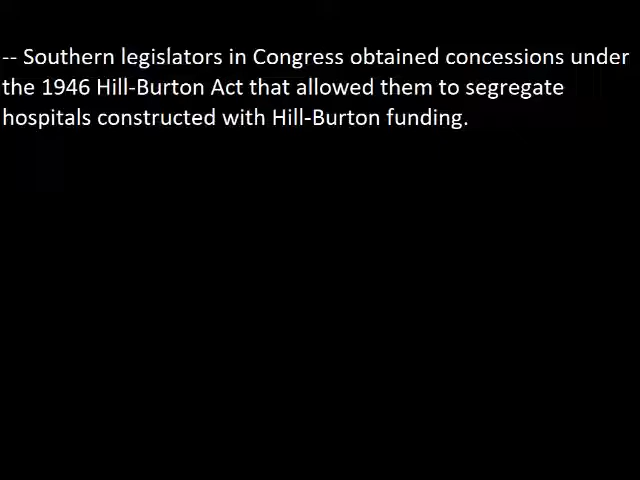 -- Southern legislators in Congress obtained concessions under
the 1946 Hill-Burton Act that allowed them to segregate
hospitals constructed with Hill-Burton funding.